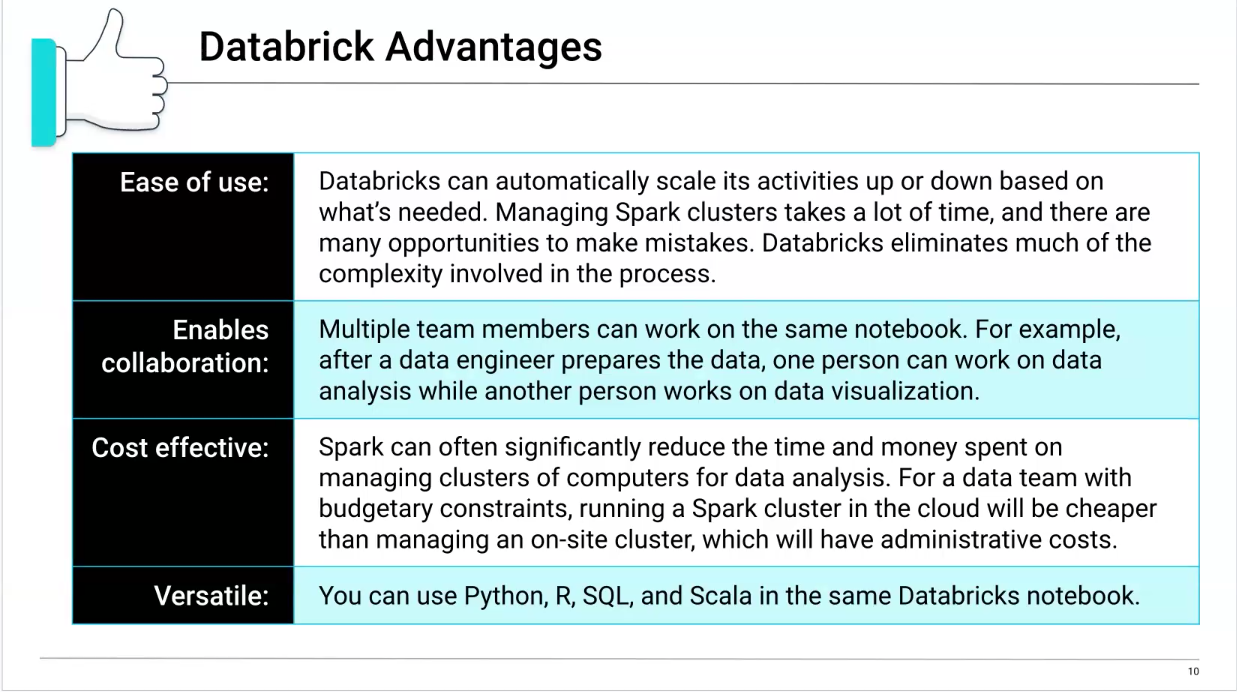 Databrick Advantages
Ease of use:
Databricks can automatically scale its activities up or down based on
what's needed. Managing Spark clusters takes a lot of time, and there are
many opportunities to make mistakes. Databricks eliminates much of the
complexity involved in the process.
Enables
collaboration:
Multiple team members can work on the same notebook. For example,
after a data engineer prepares the data, one person can work on data
analysis while another person works on data visualization.
Cost effective:
Spark can often significantly reduce the time and money spent on
managing clusters of computers for data analysis. For a data team with
budgetary constraints, running a Spark cluster in the cloud will be cheaper
than managing an on-site cluster, which will have administrative costs.
Versatile:
You can use Python, R, SQL, and Scala in the same Databricks notebook.
10